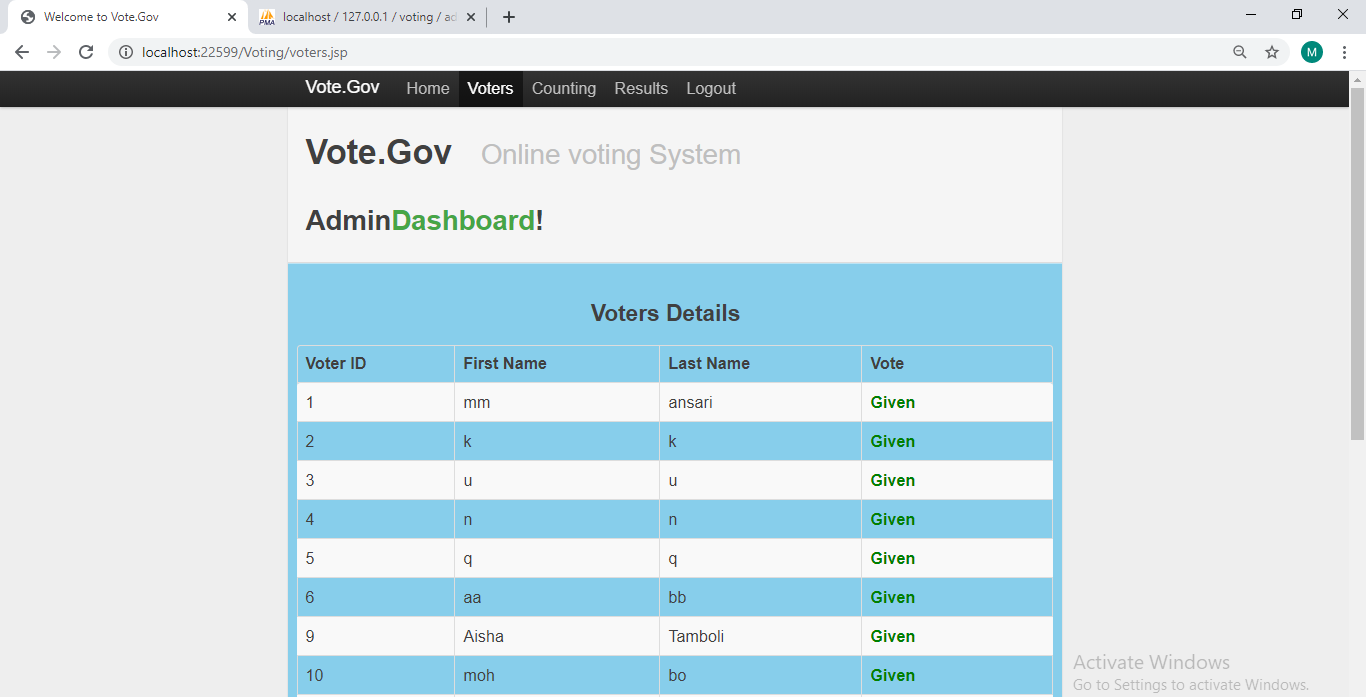 Welcome to Vote.Gov
localhost / 127.0.0.1 / voting / ad
localhost:22599/Voting/voters.jsp
M
Vote.Gov Home Voters Counting Results Logout
Vote.Gov Online voting System
AdminDashboard!
Voters Details
Voter ID First Name Last Name Vote
1 mm ansari Given
2 k k Given
3 u u Given
4 n n Given
5 q q Given
6 aa bb Given
9 Aisha Tamboli Given
10 moh bo Given
Activate Windows
Go to Settings to activate Windows.